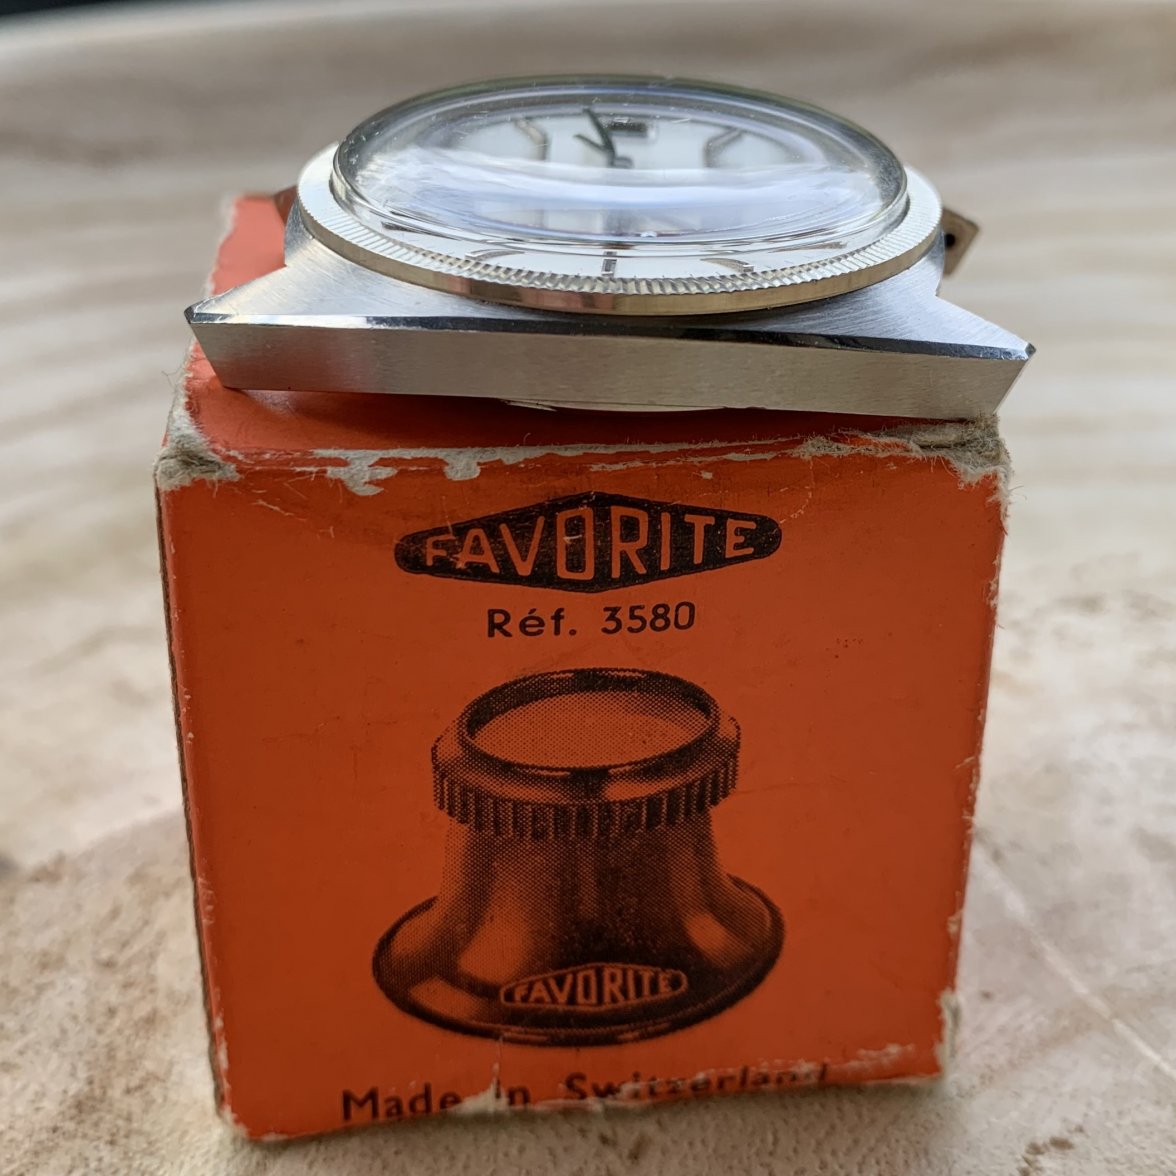 FAVORITE
Réf. 3580
FAVORITE
Made in Switzerland